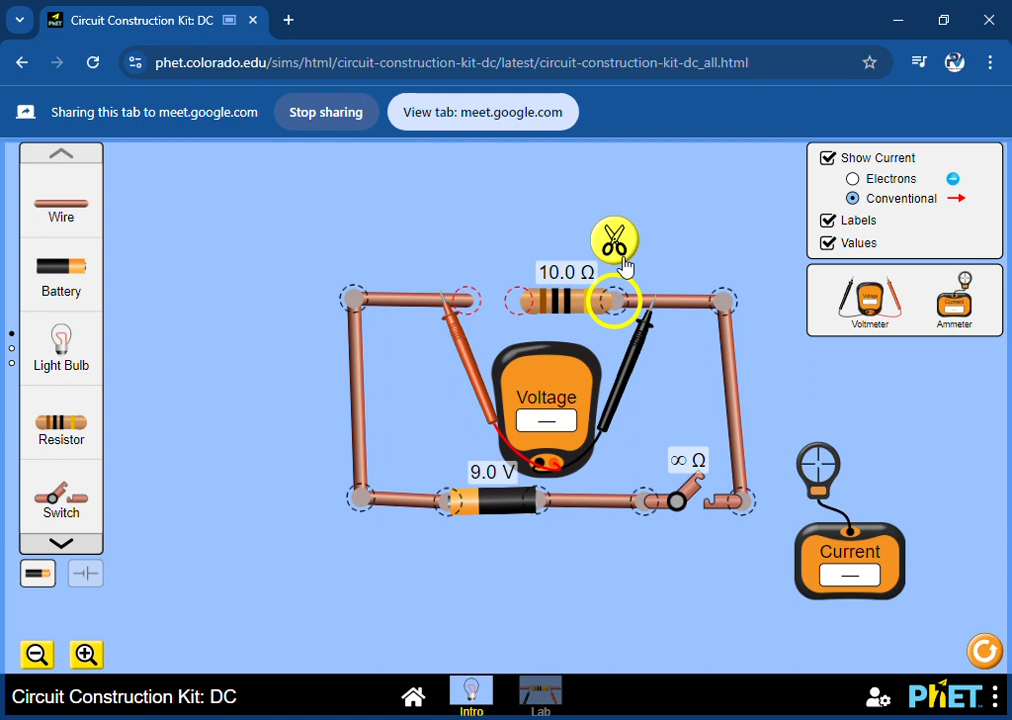 Circuit Construction Kit: DC
phet.colorado.edu/sims/html/circuit-construction-kit-dc/latest/circuit-construction-kit-dc_all.html
Sharing this tab to meet.google.com
Stop sharing
View tab: meet.google.com
Wire
Battery
Light Bulb
Resistor
Switch
10.0 Ω
Voltage
—
9.0 V
∞ Ω
Current
—
Show Current
Electrons
Conventional
Labels
Values
Voltmeter
Ammeter
Circuit Construction Kit: DC
Intro
Lab
PhET